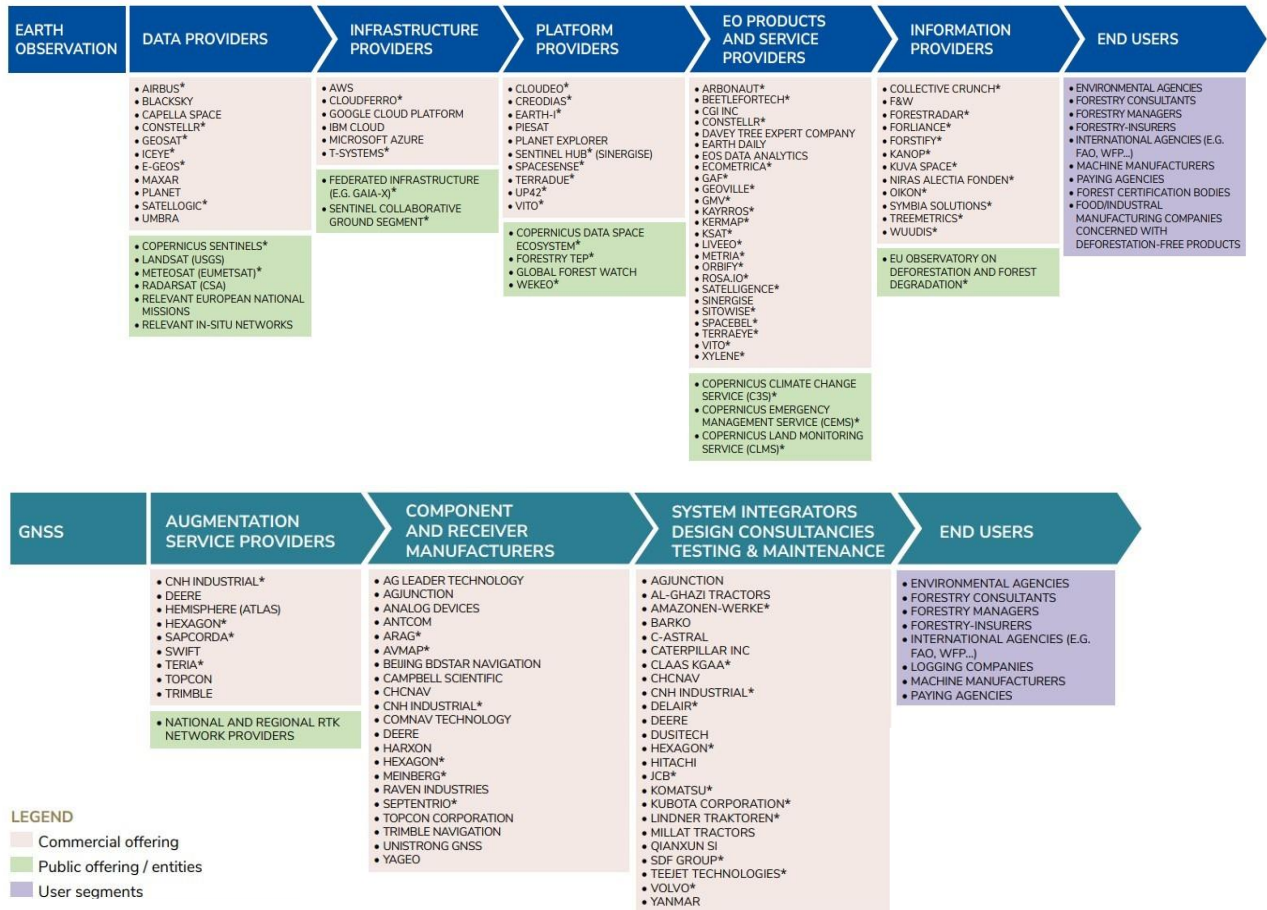 EARTH
OBSERVATION
DATA PROVIDERS
INFRASTRUCTURE
PROVIDERS
PLATFORM
PROVIDERS
EO PRODUCTS
AND SERVICE
PROVIDERS
INFORMATION
PROVIDERS
END USERS
• AIRBUS*
• BLACKSKY
• CAPELLA SPACE
• CONSTELLR*
• GEOSAT*
• ICEYE*
• E-GEOS*
• MAXAR
• PLANET
• SATELLOGIC*
• UMBRA
• COPERNICUS SENTINELS*
• LANDSAT (USGS)
• METEOSAT (EUMETSAT)*
• RADARSAT (CSA)
• RELEVANT EUROPEAN NATIONAL
MISSIONS
• RELEVANT IN-SITU NETWORKS
• AWS
• CLOUDFERRO*
• GOOGLE CLOUD PLATFORM
• IBM CLOUD
• MICROSOFT AZURE
• T-SYSTEMS*
• FEDERATED INFRASTRUCTURE
(E.G. GAIA-X)*
• SENTINEL COLLABORATIVE
GROUND SEGMENT*
• CLOUDEO*
• CREODIAS*
• EARTH-I*
• PIESAT
• PLANET EXPLORER
• SENTINEL HUB* (SINERGISE)
• SPACESENSE*
• TERRADUE*
• UP42*
• VITO*
• COPERNICUS DATA SPACE
ECOSYSTEM*
• FORESTRY TEP*
• GLOBAL FOREST WATCH
• WEKEO*
• ARBONAUT*
• BEETLEFORTECH*
• CGI INC
• CONSTELLR*
• DAVEY TREE EXPERT COMPANY
• EARTH DAILY
• EOS DATA ANALYTICS
• ECOMETRICA*
• GAF*
• GEOVILLE*
• GMV*
• KAYRROS*
• KERMAP*
• KSAT*
• LIVEEO*
• METRIA*
• ORBIFY*
• ROSA.IO*
• SATELLIGENCE*
• SINERGISE
• SITOWISE*
• SPACEBEL*
• TERRAEYE*
• VITO*
• XYLENE*
• COPERNICUS CLIMATE CHANGE
SERVICE (C3S)*
• COPERNICUS EMERGENCY
MANAGEMENT SERVICE (CEMS)*
• COPERNICUS LAND MONITORING
SERVICE (CLMS)*
• COLLECTIVE CRUNCH*
• F&W
• FORESTRADAR*
• FORLIANCE*
• FORSTIFY*
• KANOP*
• KUVA SPACE*
• NIRAS ALECTIA FONDEN*
• OIKON*
• SYMBIA SOLUTIONS*
• TREEMETRICS*
• WUUDIS*
• EU OBSERVATORY ON
DEFORESTATION AND FOREST
DEGRADATION*
• ENVIRONMENTAL AGENCIES
• FORESTRY CONSULTANTS
• FORESTRY MANAGERS
• FORESTRY-INSURERS
• INTERNATIONAL AGENCIES (E.G.
FAO, WFP...)
• MACHINE MANUFACTURERS
• PAYING AGENCIES
• FOREST CERTIFICATION BODIES
• FOOD/INDUSTRAL
MANUFACTURING COMPANIES
CONCERNED WITH
DEFORESTATION-FREE PRODUCTS
GNSS
AUGMENTATION
SERVICE PROVIDERS
COMPONENT
AND RECEIVER
MANUFACTURERS
SYSTEM INTEGRATORS
DESIGN CONSULTANCIES
TESTING & MAINTENANCE
END USERS
• CNH INDUSTRIAL*
• DEERE
• HEMISPHERE (ATLAS)
• HEXAGON*
• SAPCORDA*
• SWIFT
• TERIA*
• TOPCON
• TRIMBLE
• NATIONAL AND REGIONAL RTK
NETWORK PROVIDERS
• AG LEADER TECHNOLOGY
• AGJUNCTION
• ANALOG DEVICES
• ANTCOM
• ARAG*
• AVMAP*
• BEIJING BDSTAR NAVIGATION
• CAMPBELL SCIENTIFIC
• CHCNAV
• CNH INDUSTRIAL*
• COMNAV TECHNOLOGY
• DEERE
• HARXON
• HEXAGON*
• MEINBERG*
• RAVEN INDUSTRIES
• SEPTENTRIO*
• TOPCON CORPORATION
• TRIMBLE NAVIGATION
• UNISTRONG GNSS
• YAGEO
• AGJUNCTION
• AL-GHAZI TRACTORS
• AMAZONEN-WERKE*
• BARKO
• C-ASTRAL
• CATERPILLAR INC
• CLAAS KGAA*
• CHCNAV
• CNH INDUSTRIAL*
• DELAIR*
• DEERE
• DUSITECH
• HEXAGON*
• HITACHI
• JCB*
• KOMATSU*
• KUBOTA CORPORATION*
• LINDNER TRAKTOREN*
• MILLAT TRACTORS
• QIANXUN SI
• SDF GROUP*
• TEEJET TECHNOLOGIES*
• VOLVO*
• YANMAR
• ENVIRONMENTAL AGENCIES
• FORESTRY CONSULTANTS
• FORESTRY MANAGERS
• FORESTRY-INSURERS
• INTERNATIONAL AGENCIES (E.G.
FAO, WFP...)
• LOGGING COMPANIES
• MACHINE MANUFACTURERS
• PAYING AGENCIES
LEGEND
Commercial offering
Public offering / entities
User segments